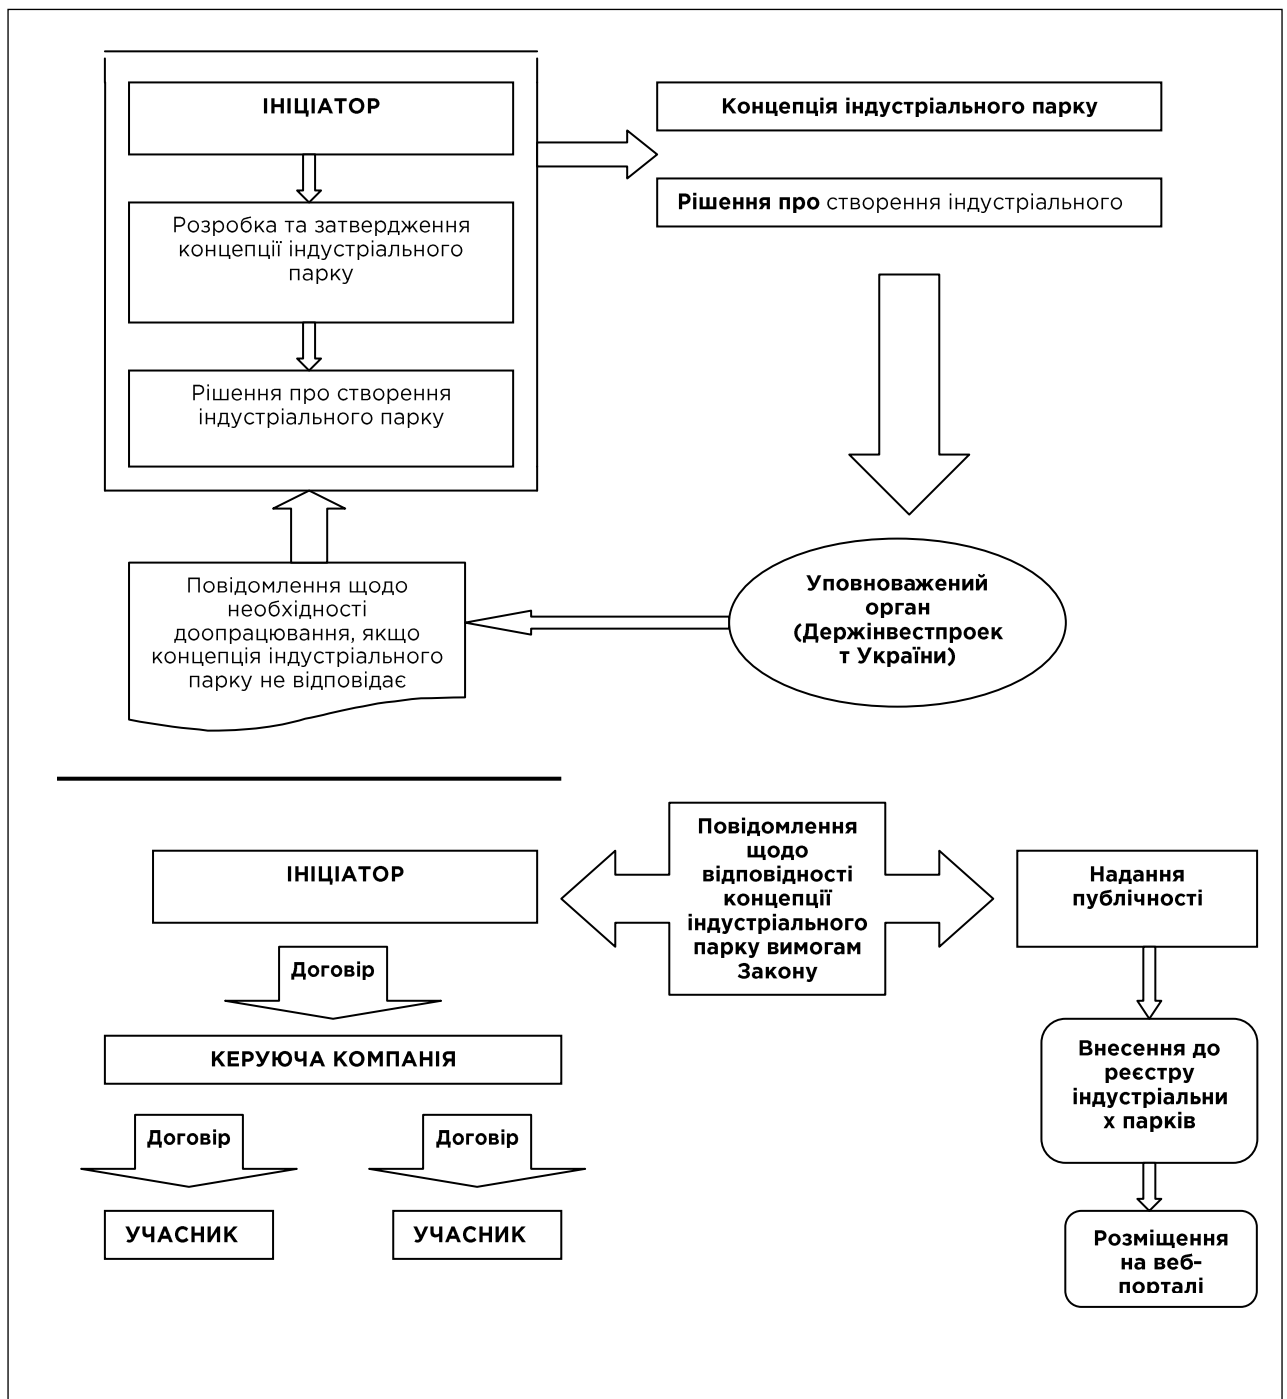 ІНІЦІАТОР
Розробка та затвердження
концепції індустріального
парку
Рішення про створення
індустріального парку
Концепція індустріального парку
Рішення про створення індустріального
Уповноважений
орган
(Держінвестпроек
т України)
Повідомлення щодо
необхідності
доопрацювання, якщо
концепція індустріального
парку не відповідає
ІНІЦІАТОР
Договір
КЕРУЮЧА КОМПАНІЯ
Договір
Договір
УЧАСНИК
УЧАСНИК
Повідомлення
щодо
відповідності
концепції
індустріального
парку вимогам
Закону
Надання
публічності
Внесення до
реєстру
індустріальни
х парків
Розміщення
на веб-
порталі